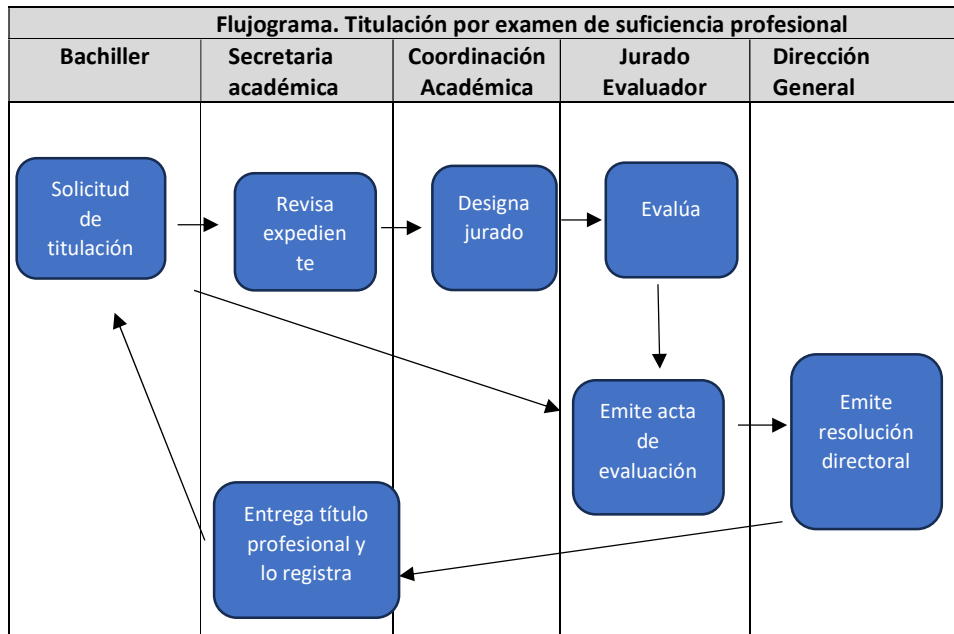 Flujograma. Titulación por examen de suficiencia profesional
Bachiller
Secretaria
académica
Coordinación
Académica
Jurado
Evaluador
Dirección
General
Solicitud
de
titulación
Revisa
expedien
te
Designa
jurado
Evalúa
Emite acta
de
evaluación
Emite
resolución
directoral
Entrega título
profesional y
lo registra